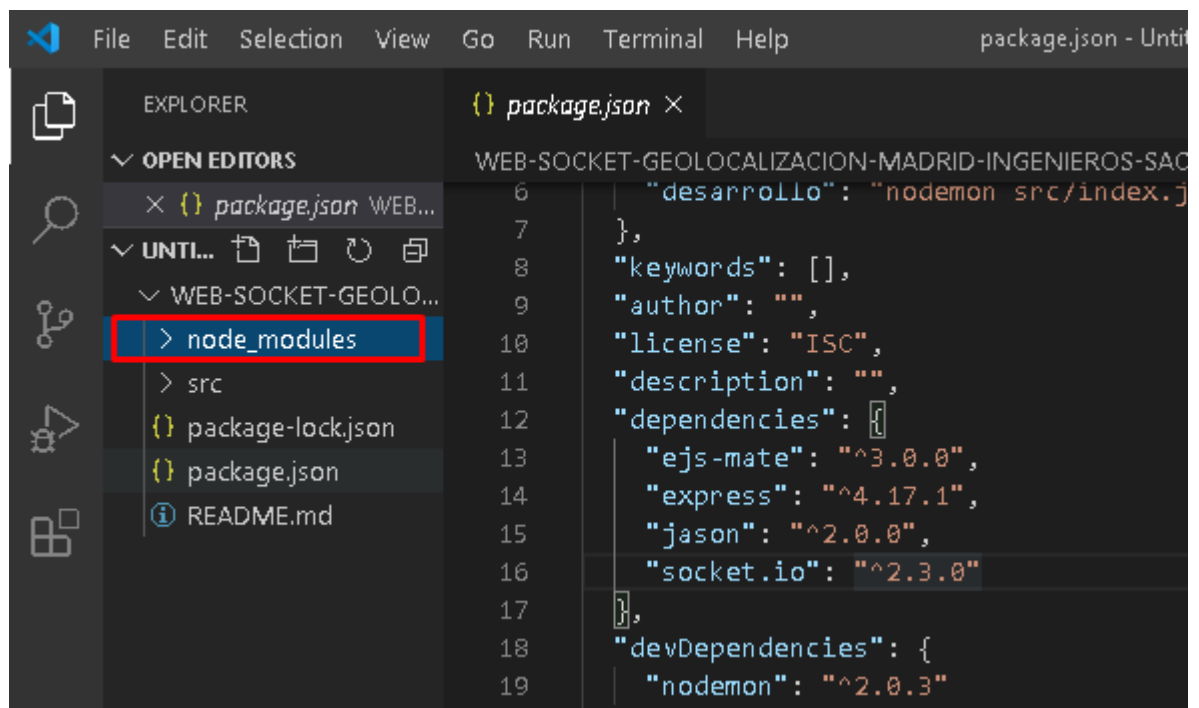 File Edit Selection View Go Run Terminal Help package.json - Untit
EXPLORER
OPEN EDITORS
{} package.json WEB...
UNTI...
WEB-SOCKET-GEOLO...
node_modules
src
{} package-lock.json
{} package.json
README.md
{} package.json ×
WEB-SOCKET-GEOLOCALIZACION-MADRID-INGENIEROS-SAC
6 "desarrollo": "nodemon src/index.j
7 },
8 "keywords": [],
9 "author": "",
10 "license": "ISC",
11 "description": "",
12 "dependencies": {
13 "ejs-mate": "^3.0.0",
14 "express": "^4.17.1",
15 "jason": "^2.0.0",
16 "socket.io": "^2.3.0"
17 },
18 "devDependencies": {
19 "nodemon": "^2.0.3"